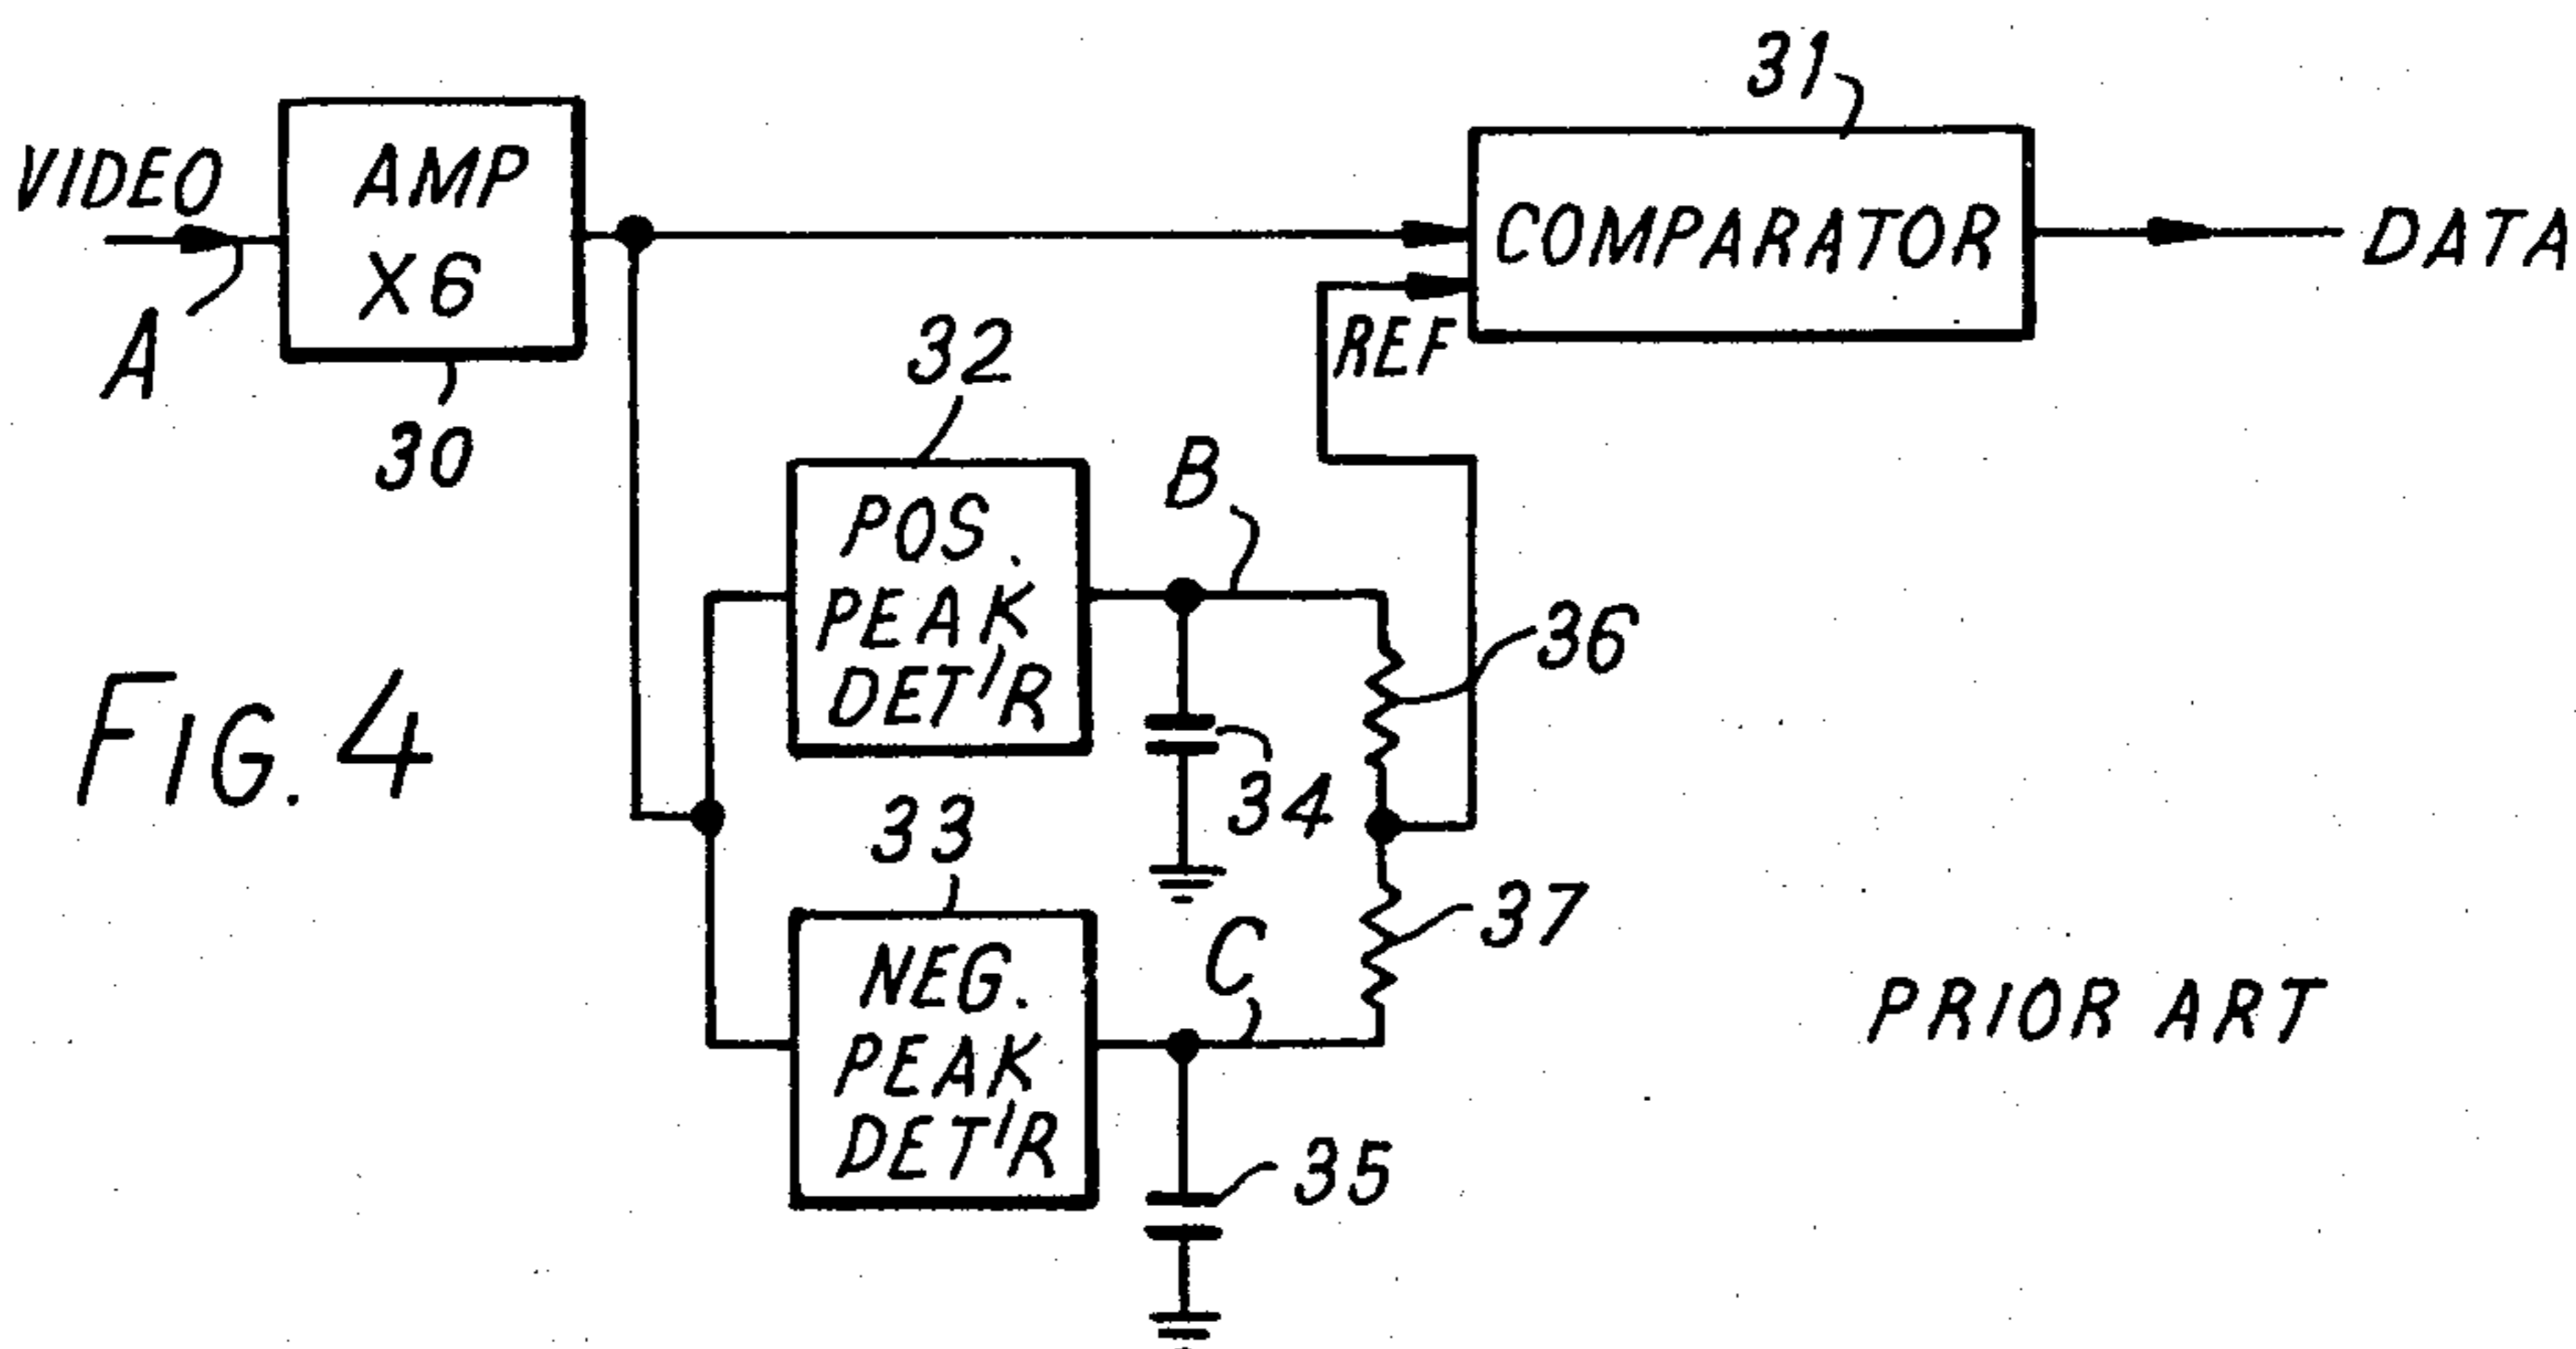 31
VIDEO
AMP
X6
COMPARATOR
DATA
A
REF
30
32
B
POS.
PEAK
DET'R
36
FIG. 4
34
33
37
NEG.
PEAK
DET'R
C
PRIOR ART
35